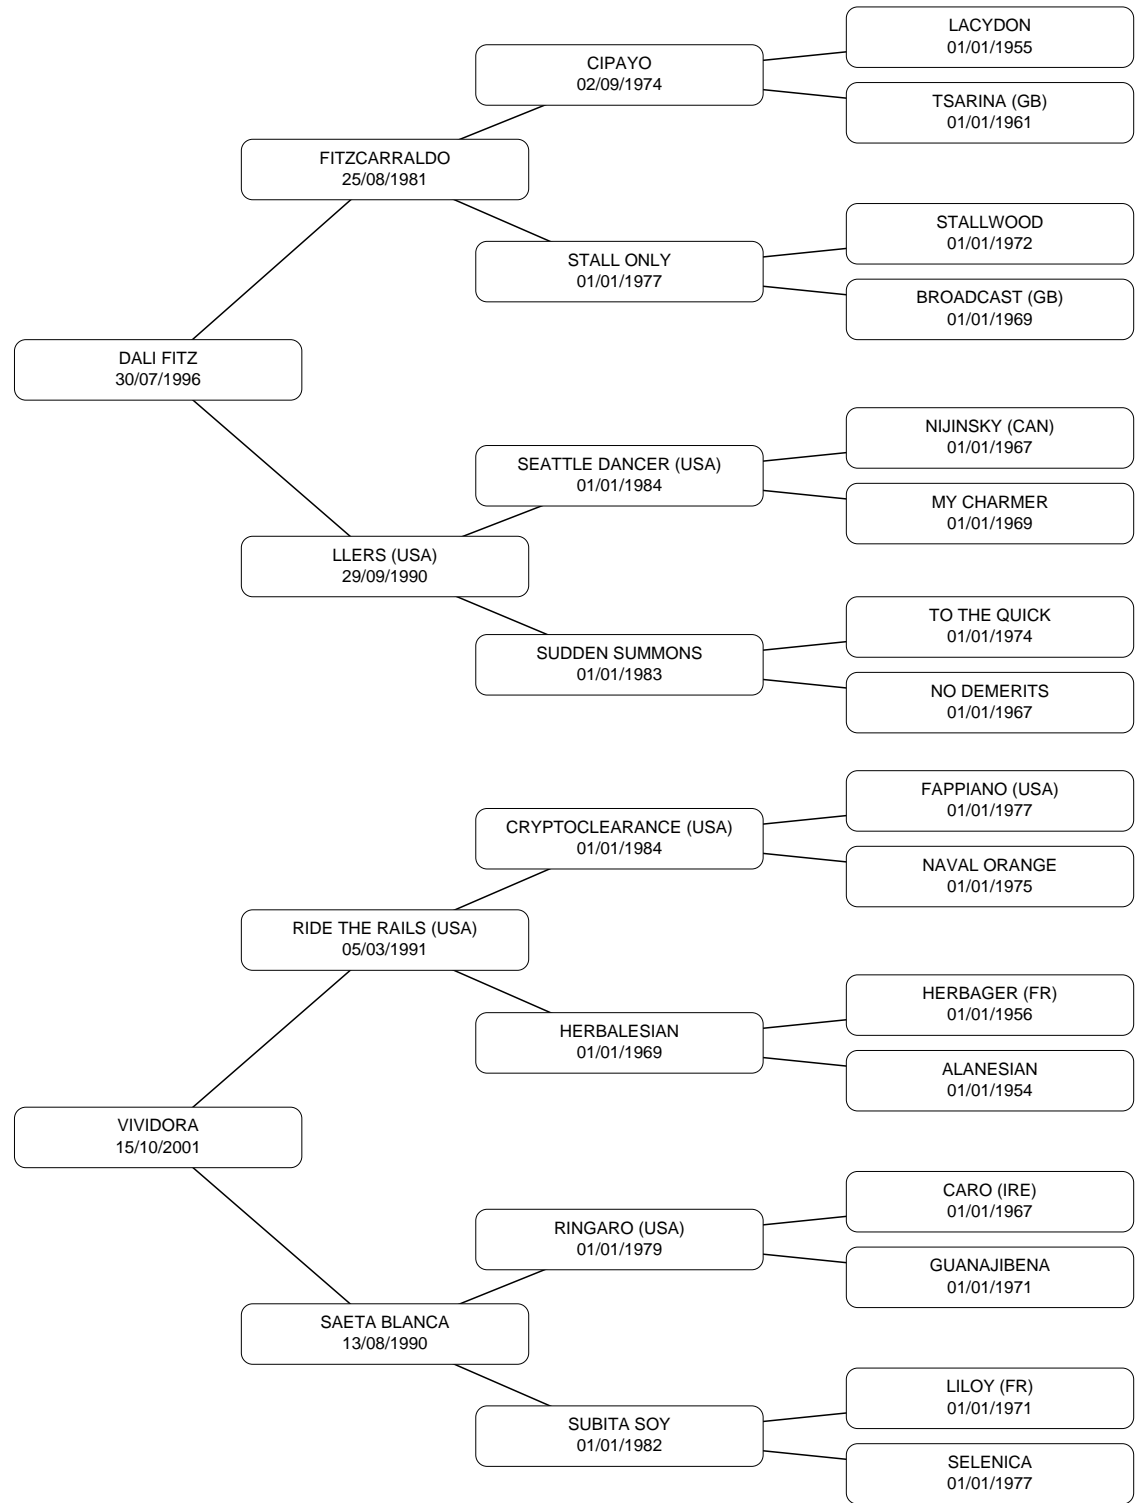 LACYDON
01/01/1955
CIPAYO
02/09/1974
TSARINA (GB)
01/01/1961
FITZCARRALDO
25/08/1981
STALLWOOD
01/01/1972
STALL ONLY
01/01/1977
BROADCAST (GB)
01/01/1969
DALI FITZ
30/07/1996
NIJINSKY (CAN)
01/01/1967
SEATTLE DANCER (USA)
01/01/1984
MY CHARMER
01/01/1969
LLERS (USA)
29/09/1990
TO THE QUICK
01/01/1974
SUDDEN SUMMONS
01/01/1983
NO DEMERITS
01/01/1967
FAPPIANO (USA)
01/01/1977
CRYPTOCLEARANCE (USA)
01/01/1984
NAVAL ORANGE
01/01/1975
RIDE THE RAILS (USA)
05/03/1991
HERBAGER (FR)
01/01/1956
HERBALESIAN
01/01/1969
ALANESIAN
01/01/1954
VIVIDORA
15/10/2001
CARO (IRE)
01/01/1967
RINGARO (USA)
01/01/1979
GUANAJIBENA
01/01/1971
SAETA BLANCA
13/08/1990
LILOY (FR)
01/01/1971
SUBITA SOY
01/01/1982
SELENICA
01/01/1977